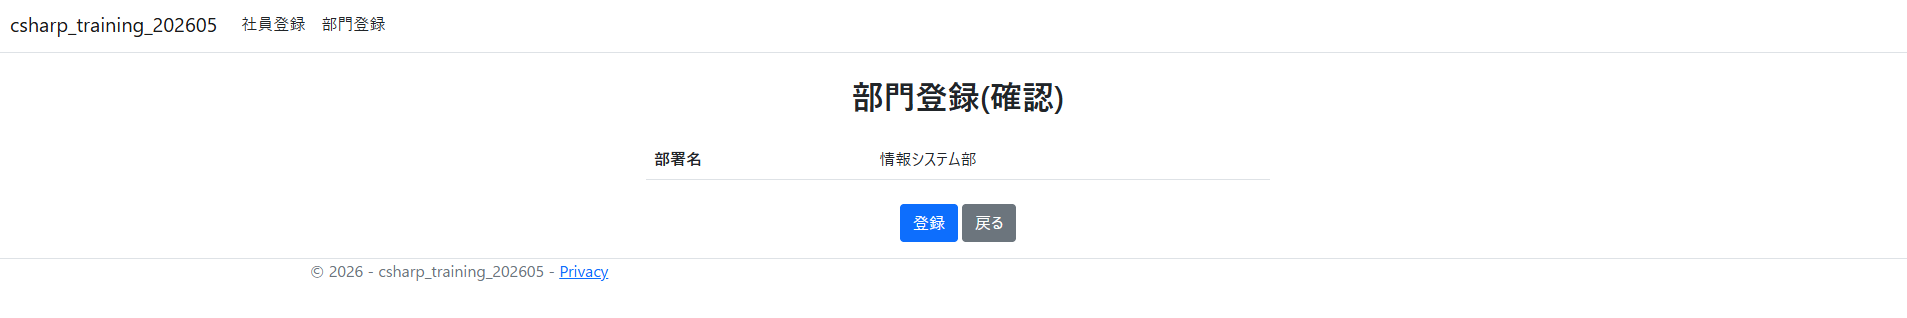 csharp_training_202605 社員登録 部門登録
部門登録(確認)
部署名 情報システム部
登録 戻る
© 2026 - csharp_training_202605 - Privacy